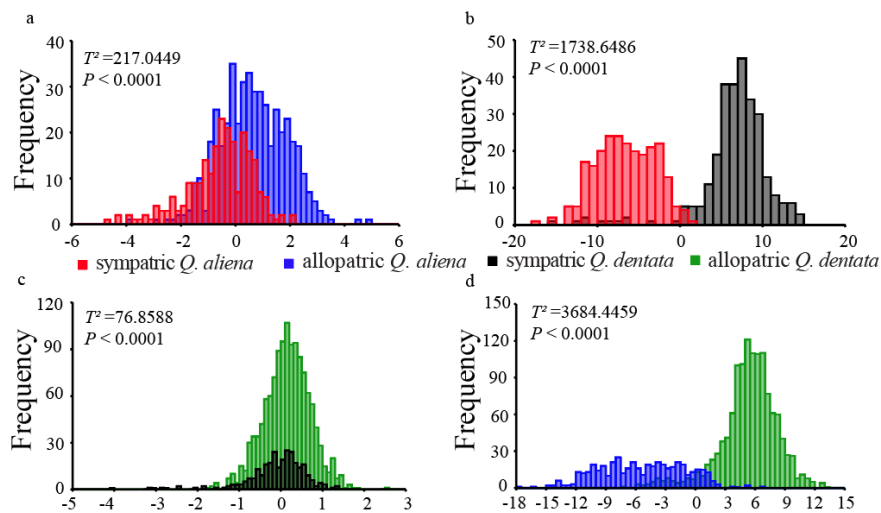 a
T² =217.0449
P < 0.0001
Frequency
40
30
20
10
0
-6 -4 -2 0 2 4 6
b
T² =1738.6486
P < 0.0001
Frequency
50
40
30
20
10
0
-20 -10 0 10 20
sympatric Q. aliena allopatric Q. aliena sympatric Q. dentata allopatric Q. dentata
c
T² =76.8588
P < 0.0001
Frequency
120
90
60
30
0
-5 -4 -3 -2 -1 0 1 2 3
d
T² =3684.4459
P < 0.0001
Frequency
150
120
90
60
30
0
-18 -15 -12 -9 -6 -3 0 3 6 9 12 15